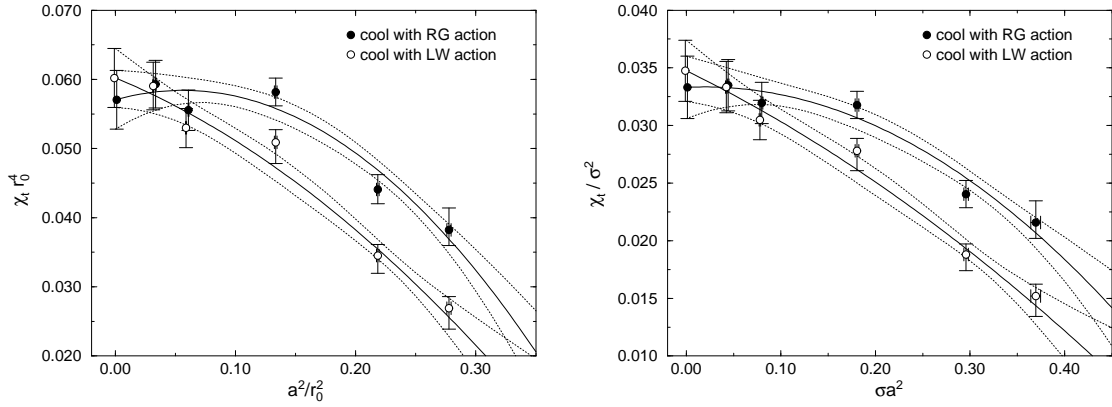 cool with RG action
cool with LW action
0.060
0.050
0.040
0.030
0.020
0.00
0.10
0.20
0.30
χt r0^4
a^2/r0^2
cool with RG action
cool with LW action
0.040
0.035
0.030
0.025
0.020
0.015
0.010
0.00
0.10
0.20
0.30
0.40
χt / σ^2
σa^2